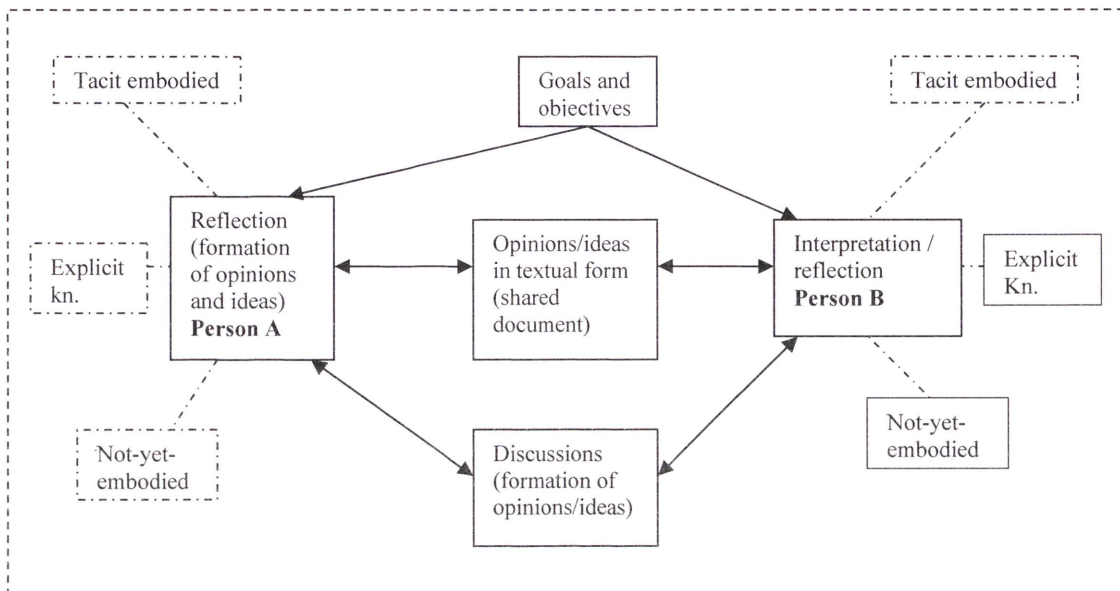 Tacit embodied
Goals and
objectives
Tacit embodied
Reflection
(formation
of opinions
and ideas)
Person A
Explicit
kn.
Opinions/ideas
in textual form
(shared
document)
Interpretation /
reflection
Person B
Explicit
Kn.
Not-yet-
embodied
Discussions
(formation of
opinions/ideas)
Not-yet-
embodied